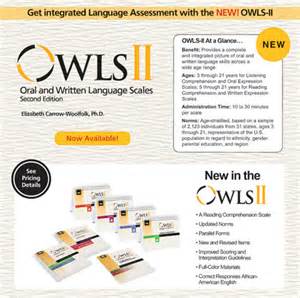 Get integrated Language Assessment with the NEW! OWLS-II
OWLS II
Oral and Written Language Scales
Second Edition
Elizabeth Carrow-Woolfolk, Ph.D.
Now Available!
NEW
OWLS-II At a Glance...
Benefit: Provides a complete
and integrated picture of oral and
written language skills across a
wide age range
Ages: 3 through 21 years for Listening
Comprehension and Oral Expression
Scales; 5 through 21 years for Reading
Comprehension and Written Expression
Scales
Administration Time: 10 to 30 minutes
per scale
Norms: Age-stratified, based on a sample
of 2,123 individuals from 31 states, ages 3
through 21, representative of the U.S.
population in regard to ethnicity, gender,
parental education, and region
See
Pricing
Details
OWLS II
New in the
OWLS II
• A Reading Comprehension Scale
• Updated Norms
• Parallel Forms
• New and Revised Items
• Improved Scoring and
Interpretation Guidelines
• Full-Color Materials
• Correct Responses African-
American English